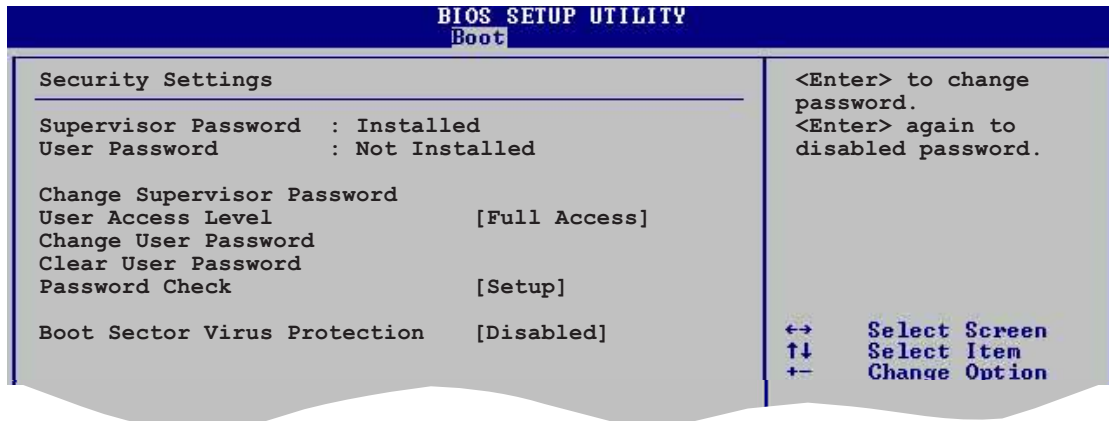 BIOS SETUP UTILITY
Boot
Security Settings
Supervisor Password : Installed
User Password : Not Installed
Change Supervisor Password
User Access Level [Full Access]
Change User Password
Clear User Password
Password Check [Setup]
Boot Sector Virus Protection [Disabled]
<Enter> to change
password.
<Enter> again to
disabled password.
←→ Select Screen
↑↓ Select Item
+- Change Option